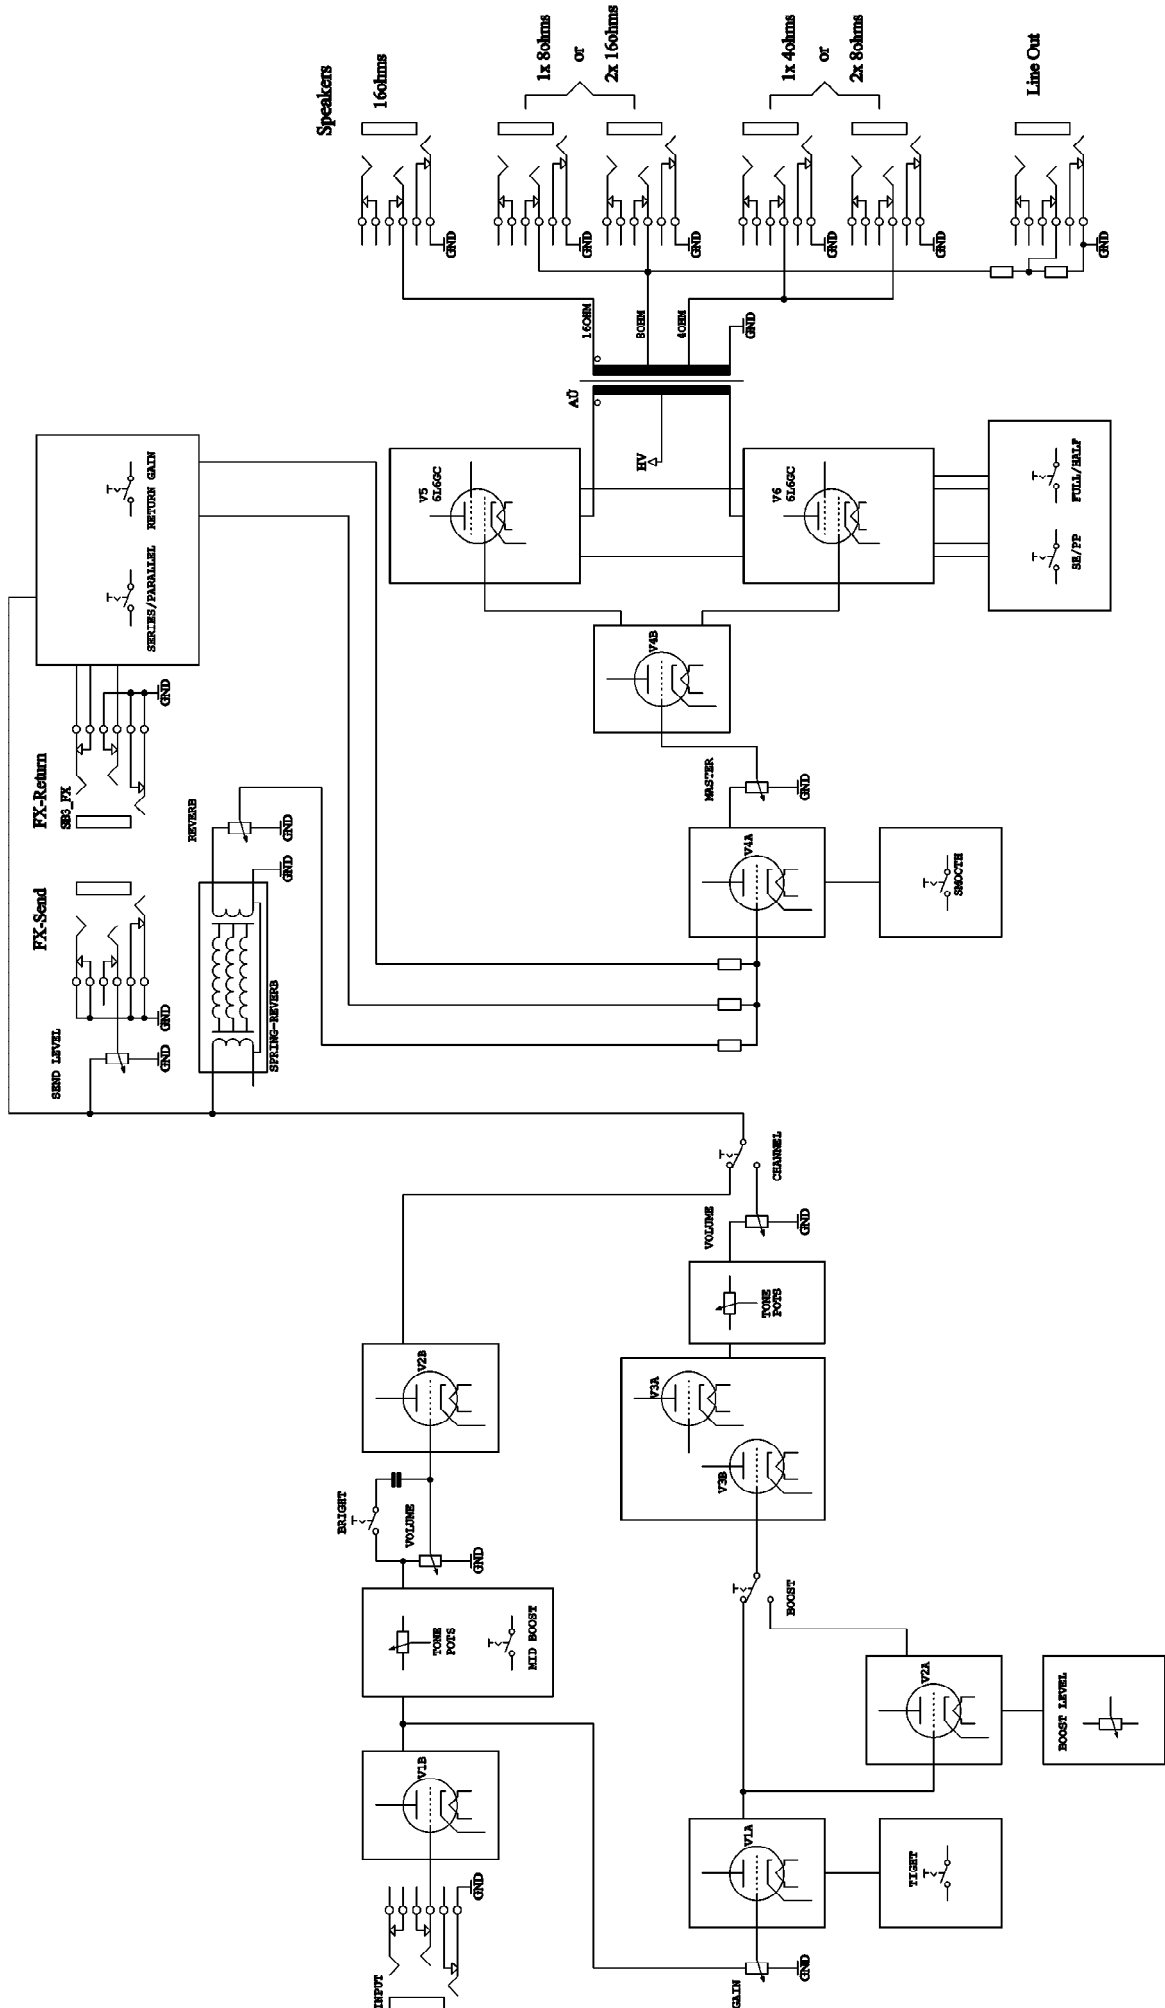 INPUT
GND
V1B
TONE
POTS
MID BOOST
BRIGHT
VOLUME
GND
V2B
GAIN
GND
V1A
TIGHT
V2A
BOOST LEVEL
BOOST
V3B
V3A
TONE
POTS
VOLUME
GND
CHANNEL
SEND LEVEL
GND
GND
FX-Send
FX-Return
SB3_FX
GND
SPRING-REVERB
GND
REVERB
GND
SERIES/PARALLEL
RETURN GAIN
V4A
SMOOTH
MASTER
GND
V4B
V5
6L6GC
V6
6L6GC
SE/PP
FULL/HALF
HV
AÜ
16OHM
8OHM
4OHM
GND
Speakers
16ohms
GND
1x 8ohms
or
2x 16ohms
GND
GND
1x 4ohms
or
2x 8ohms
GND
GND
Line Out
GND